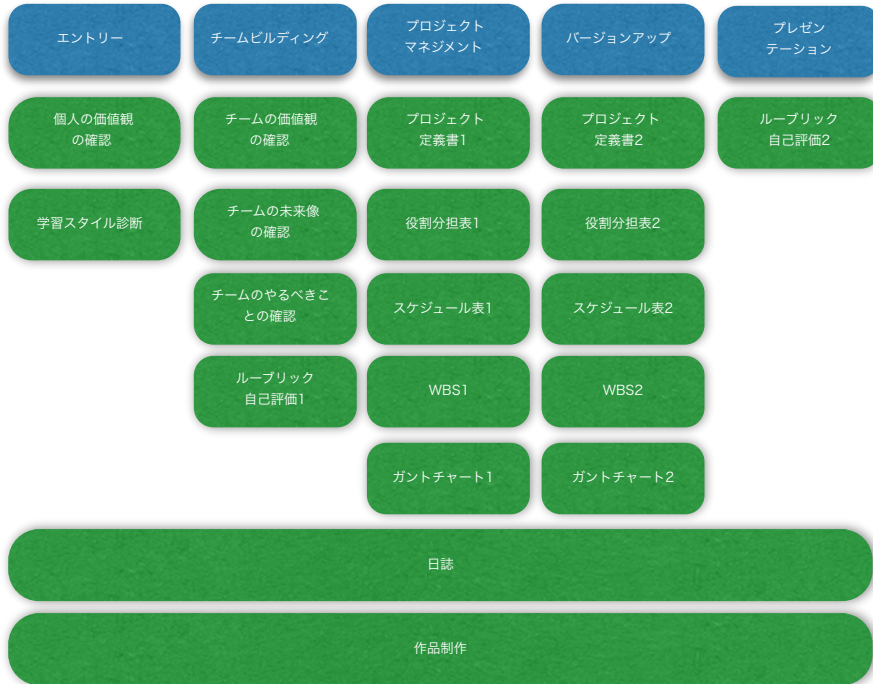 エントリー
チームビルディング
プロジェクト
マネジメント
バージョンアップ
プレゼン
テーション
個人の価値観
の確認
チームの価値観
の確認
プロジェクト
定義書1
プロジェクト
定義書2
ルーブリック
自己評価2
学習スタイル診断
チームの未来像
の確認
役割分担表1
役割分担表2
チームのやるべきこ
との確認
スケジュール表1
スケジュール表2
ルーブリック
自己評価1
WBS1
WBS2
ガントチャート1
ガントチャート2
日誌
作品制作